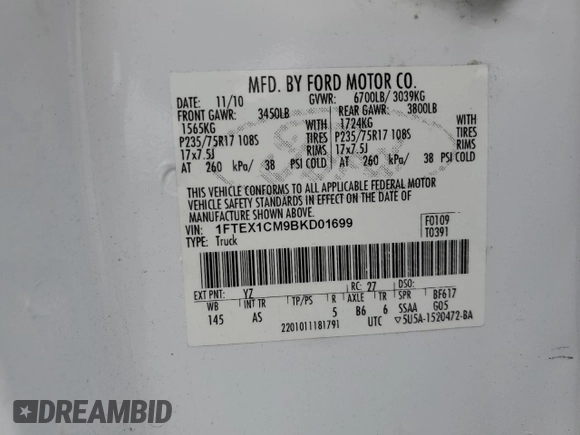 MFD. BY FORD MOTOR CO.
DATE: 11/10 GVWR: 6700LB/ 3039KG
FRONT GAWR: 3450LB REAR GAWR: 3800LB
1565KG WITH 1724KG WITH
P235/75R17 108S TIRES P235/75R17 108S TIRES
17x7.5J RIMS 17x7.5J RIMS
AT 260 kPa/ 38 PSI COLD AT 260 kPa/ 38 PSI COLD
THIS VEHICLE CONFORMS TO ALL APPLICABLE FEDERAL MOTOR
VEHICLE SAFETY STANDARDS IN EFFECT ON THE DATE OF
MANUFACTURE SHOWN ABOVE.
VIN: 1FTEX1CM9BKD01699 F0109
TYPE: Truck T0391
EXT PNT: YZ RC: 27 DSO:
WB INT TR TP/PS R AXLE TR SPR BF617
145 AS 5 B6 6 SSAA G05
2201011181791 UTC ▽5U5A-1520472-BA
DREAMBID